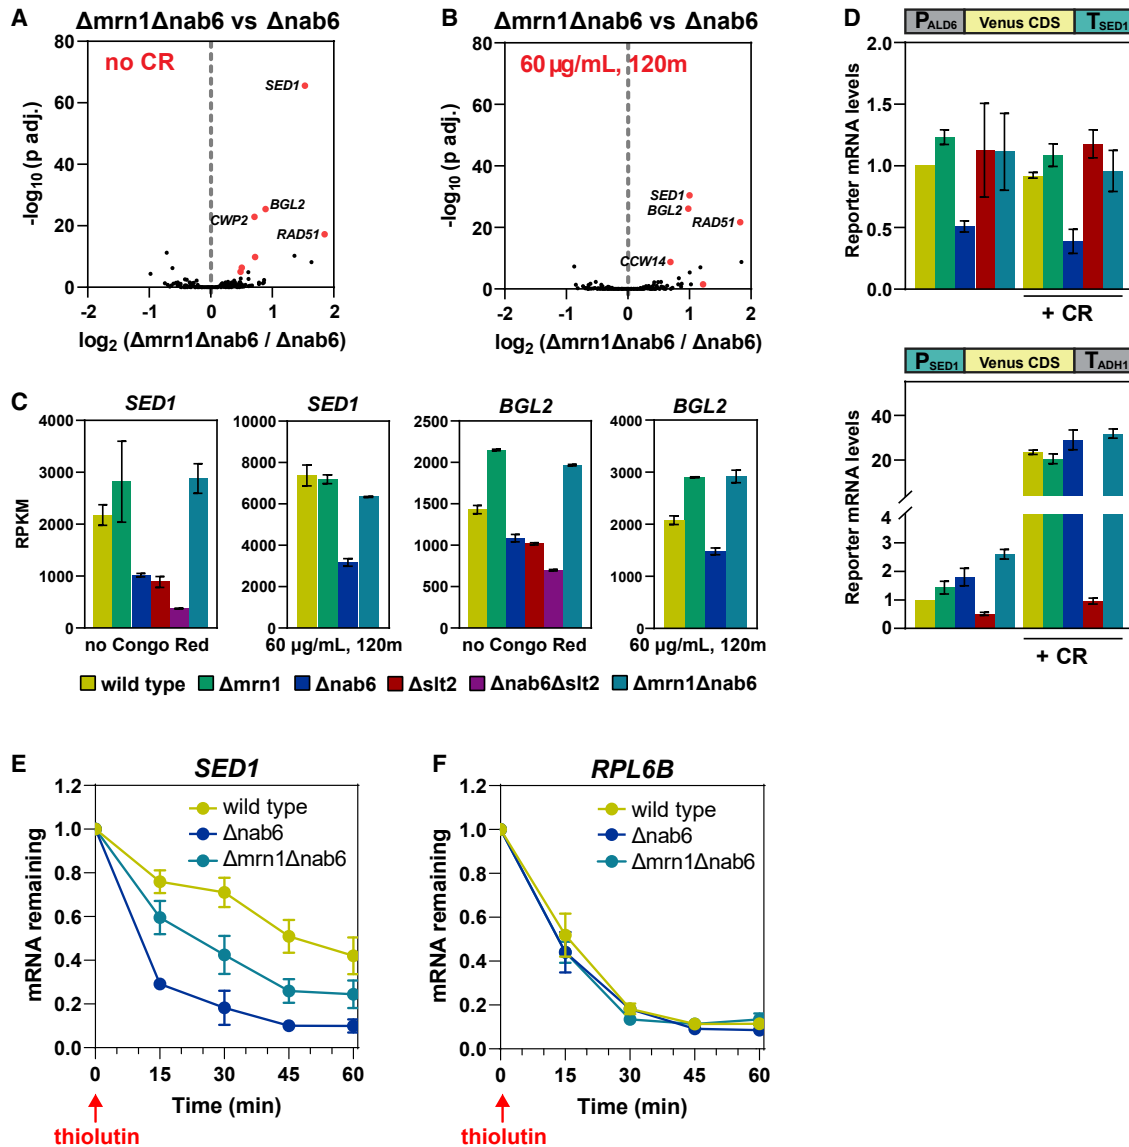 A
Δmrn1Δnab6 vs Δnab6
no CR
80
60
40
20
0
-2
-1
0
1
2
-log10 (p adj.)
log2 (Δmrn1Δnab6 / Δnab6)
SED1
BGL2
CWP2
RAD51
B
Δmrn1Δnab6 vs Δnab6
60 µg/mL, 120m
80
60
40
20
0
-2
-1
0
1
2
-log10 (p adj.)
log2 (Δmrn1Δnab6 / Δnab6)
SED1
BGL2
RAD51
CCW14
C
SED1
RPKM
4000
3000
2000
1000
0
no Congo Red
SED1
10000
8000
6000
4000
2000
0
60 µg/mL, 120m
BGL2
2500
2000
1500
1000
500
0
no Congo Red
BGL2
4000
3000
2000
1000
0
60 µg/mL, 120m
wild type
Δmrn1
Δnab6
Δslt2
Δnab6Δslt2
Δmrn1Δnab6
D
PALD6
Venus CDS
TSED1
Reporter mRNA levels
2.0
1.5
1.0
0.5
0.0
+ CR
PSED1
Venus CDS
TADH1
Reporter mRNA levels
40
20
4
3
2
1
0
+ CR
E
SED1
wild type
Δnab6
Δmrn1Δnab6
mRNA remaining
1.2
1.0
0.8
0.6
0.4
0.2
0.0
0
15
30
45
60
Time (min)
thiolutin
F
RPL6B
wild type
Δnab6
Δmrn1Δnab6
mRNA remaining
1.2
1.0
0.8
0.6
0.4
0.2
0.0
0
15
30
45
60
Time (min)
thiolutin